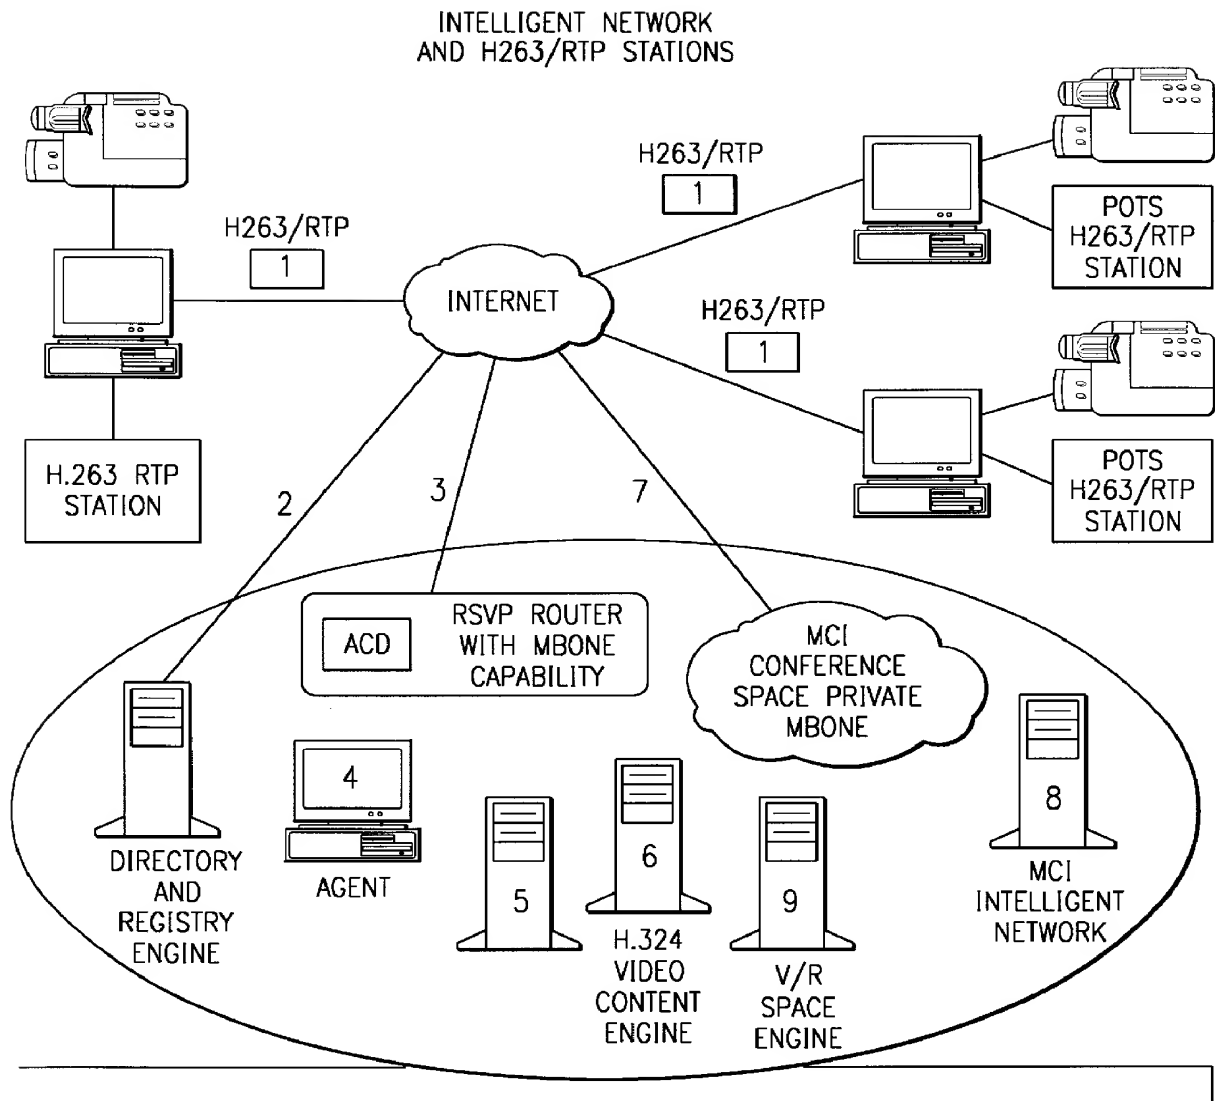 INTELLIGENT NETWORK
AND H263/RTP STATIONS
H263/RTP
1
H263/RTP
1
POTS
H263/RTP
STATION
INTERNET
H263/RTP
1
H.263 RTP
STATION
POTS
H263/RTP
STATION
2
3
7
ACD
RSVP ROUTER
WITH MBONE
CAPABILITY
MCI
CONFERENCE
SPACE PRIVATE
MBONE
DIRECTORY
AND
REGISTRY
ENGINE
4
AGENT
5
6
H.324
VIDEO
CONTENT
ENGINE
9
V/R
SPACE
ENGINE
8
MCI
INTELLIGENT
NETWORK